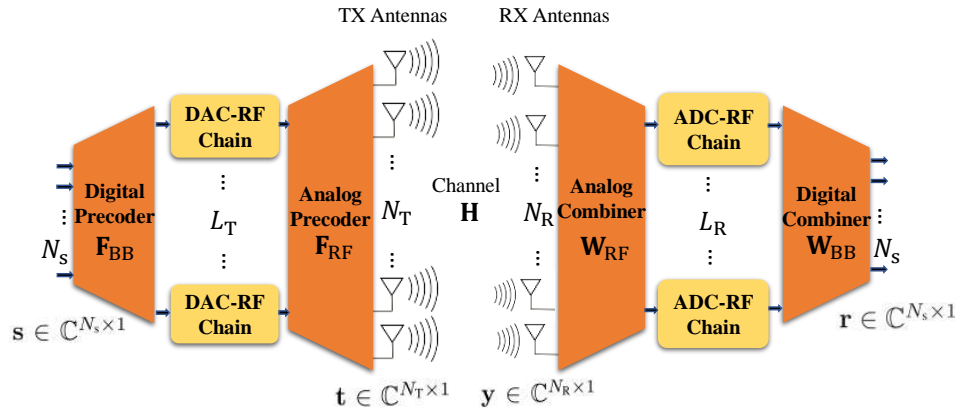 TX Antennas
RX Antennas
DAC-RF
Chain
ADC-RF
Chain
⋮
⋮
⋮
⋮
Digital
Precoder
𝐅_BB
⋮
N_s
L_T
Analog
Precoder
𝐅_RF
N_T
Channel
𝐇
N_R
Analog
Combiner
𝐖_RF
L_R
Digital
Combiner
𝐖_BB
⋮
N_s
⋮
⋮
⋮
⋮
DAC-RF
Chain
ADC-RF
Chain
𝐬 ∈ ℂ^{N_s×1}
𝐫 ∈ ℂ^{N_s×1}
𝐭 ∈ ℂ^{N_T×1}
𝐲 ∈ ℂ^{N_R×1}